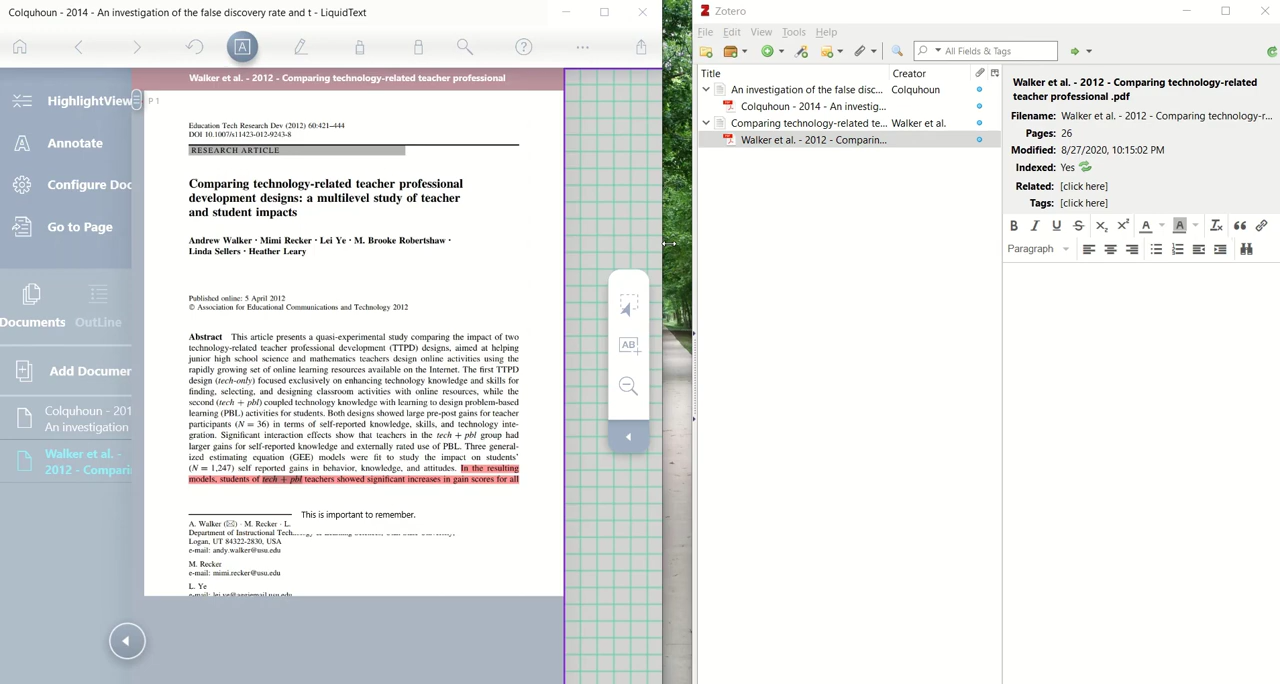 Colquhoun - 2014 - An investigation of the false discovery rate and t - LiquidText
A
Walker et al. - 2012 - Comparing technology-related teacher professional
HighlightView
Annotate
Configure Doc
Go to Page
Documents
OutLine
Add Documer
Colquhoun - 201
An investigation
Walker et al. -
2012 - Compari
P 1
Education Tech Research Dev (2012) 60:421–444
DOI 10.1007/s11423-012-9243-8
RESEARCH ARTICLE
Comparing technology-related teacher professional
development designs: a multilevel study of teacher
and student impacts
Andrew Walker · Mimi Recker · Lei Ye · M. Brooke Robertshaw ·
Linda Sellers · Heather Leary
Published online: 5 April 2012
© Association for Educational Communications and Technology 2012
Abstract This article presents a quasi-experimental study comparing the impact of two
technology-related teacher professional development (TTPD) designs, aimed at helping
junior high school science and mathematics teachers design online activities using the
rapidly growing set of online learning resources available on the Internet. The first TTPD
design (tech-only) focused exclusively on enhancing technology knowledge and skills for
finding, selecting, and designing classroom activities with online resources, while the
second (tech + pbl) coupled technology knowledge with learning to design problem-based
learning (PBL) activities for students. Both designs showed large pre-post gains for teacher
participants (N = 36) in terms of self-reported knowledge, skills, and technology inte-
gration. Significant interaction effects show that teachers in the tech + pbl group had
larger gains for self-reported knowledge and externally rated use of PBL. Three general-
ized estimating equation (GEE) models were fit to study the impact on students'
(N = 1,247) self reported gains in behavior, knowledge, and attitudes. In the resulting
models, students of tech + pbl teachers showed significant increases in gain scores for all
This is important to remember.
A. Walker (✉) · M. Recker · L.
Department of Instructional Tech
Logan, UT 84322-2830, USA
e-mail: andy.walker@usu.edu
M. Recker
e-mail: mimi.recker@usu.edu
L. Ye
e-mail: lei.ye@aggiemail.usu.edu
AB
Zotero
File Edit View Tools Help
All Fields & Tags
Title Creator
An investigation of the false disc... Colquhoun
Colquhoun - 2014 - An investig...
Comparing technology-related te... Walker et al.
Walker et al. - 2012 - Comparin...
Walker et al. - 2012 - Comparing technology-related
teacher professional .pdf
Filename: Walker et al. - 2012 - Comparing technology-r...
Pages: 26
Modified: 8/27/2020, 10:15:02 PM
Indexed: Yes
Related: [click here]
Tags: [click here]
B I U S X₂ X² A A
Paragraph